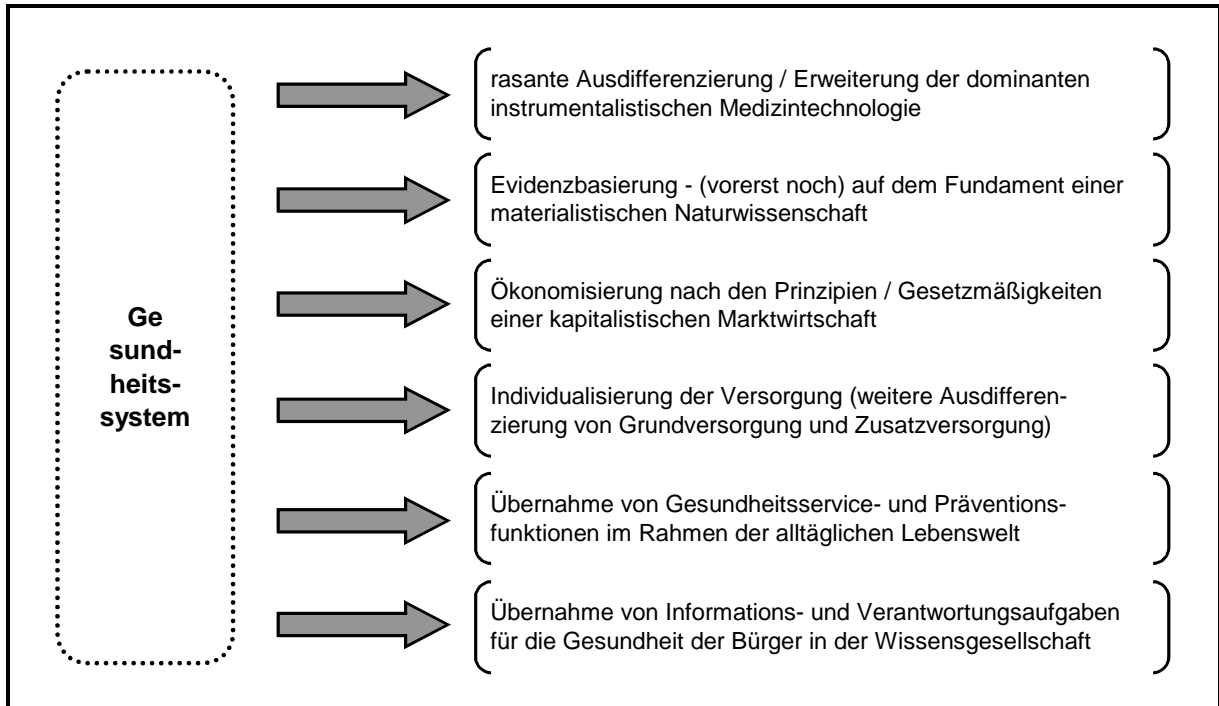 Ge
sund-
heits-
system
rasante Ausdifferenzierung / Erweiterung der dominanten
instrumentalistischen Medizintechnologie
Evidenzbasierung - (vorerst noch) auf dem Fundament einer
materialistischen Naturwissenschaft
Ökonomisierung nach den Prinzipien / Gesetzmäßigkeiten
einer kapitalistischen Marktwirtschaft
Individualisierung der Versorgung (weitere Ausdifferen-
zierung von Grundversorgung und Zusatzversorgung)
Übernahme von Gesundheitsservice- und Präventions-
funktionen im Rahmen der alltäglichen Lebenswelt
Übernahme von Informations- und Verantwortungsaufgaben
für die Gesundheit der Bürger in der Wissensgesellschaft